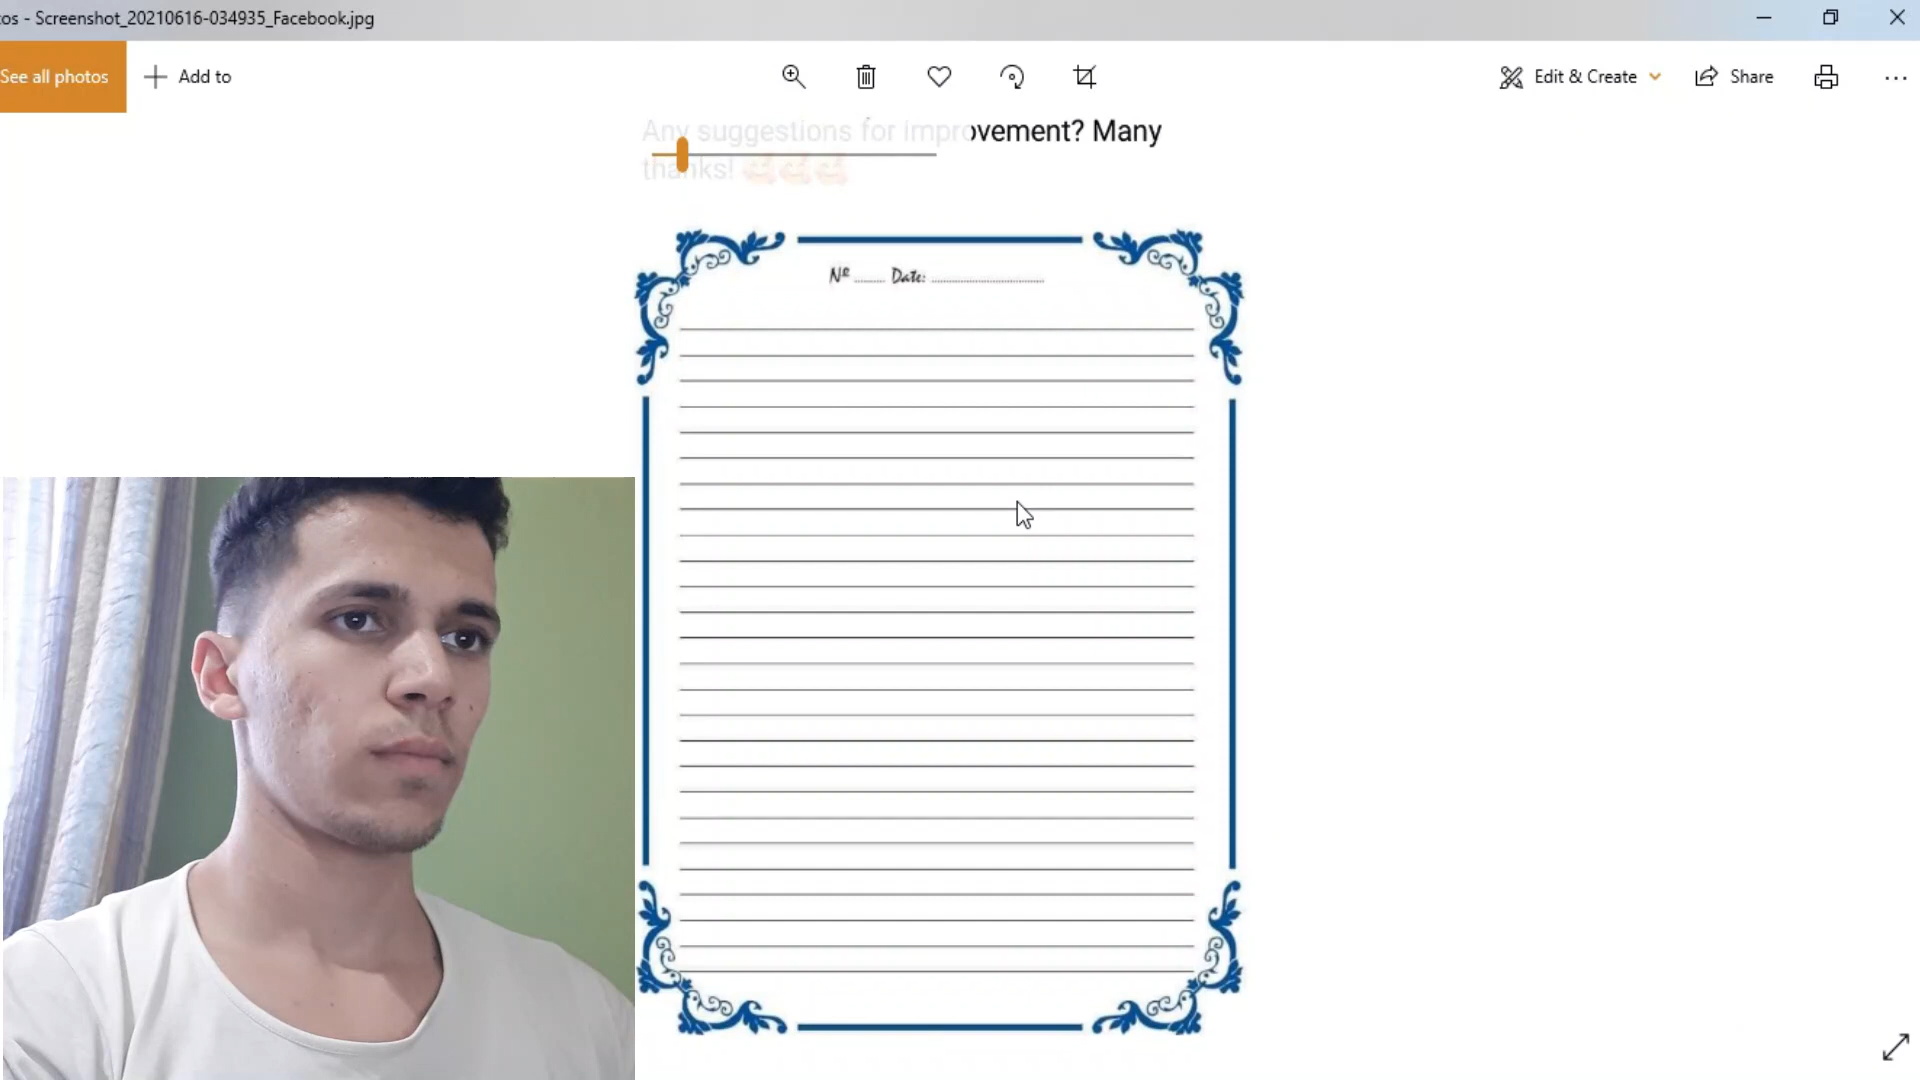 os - Screenshot_20210616-034935_Facebook.jpg
See all photos
Add to
Edit & Create
Share
Any suggestions for improvement? Many
thanks! 🥰🥰🥰
Nº ........ Date: ................................